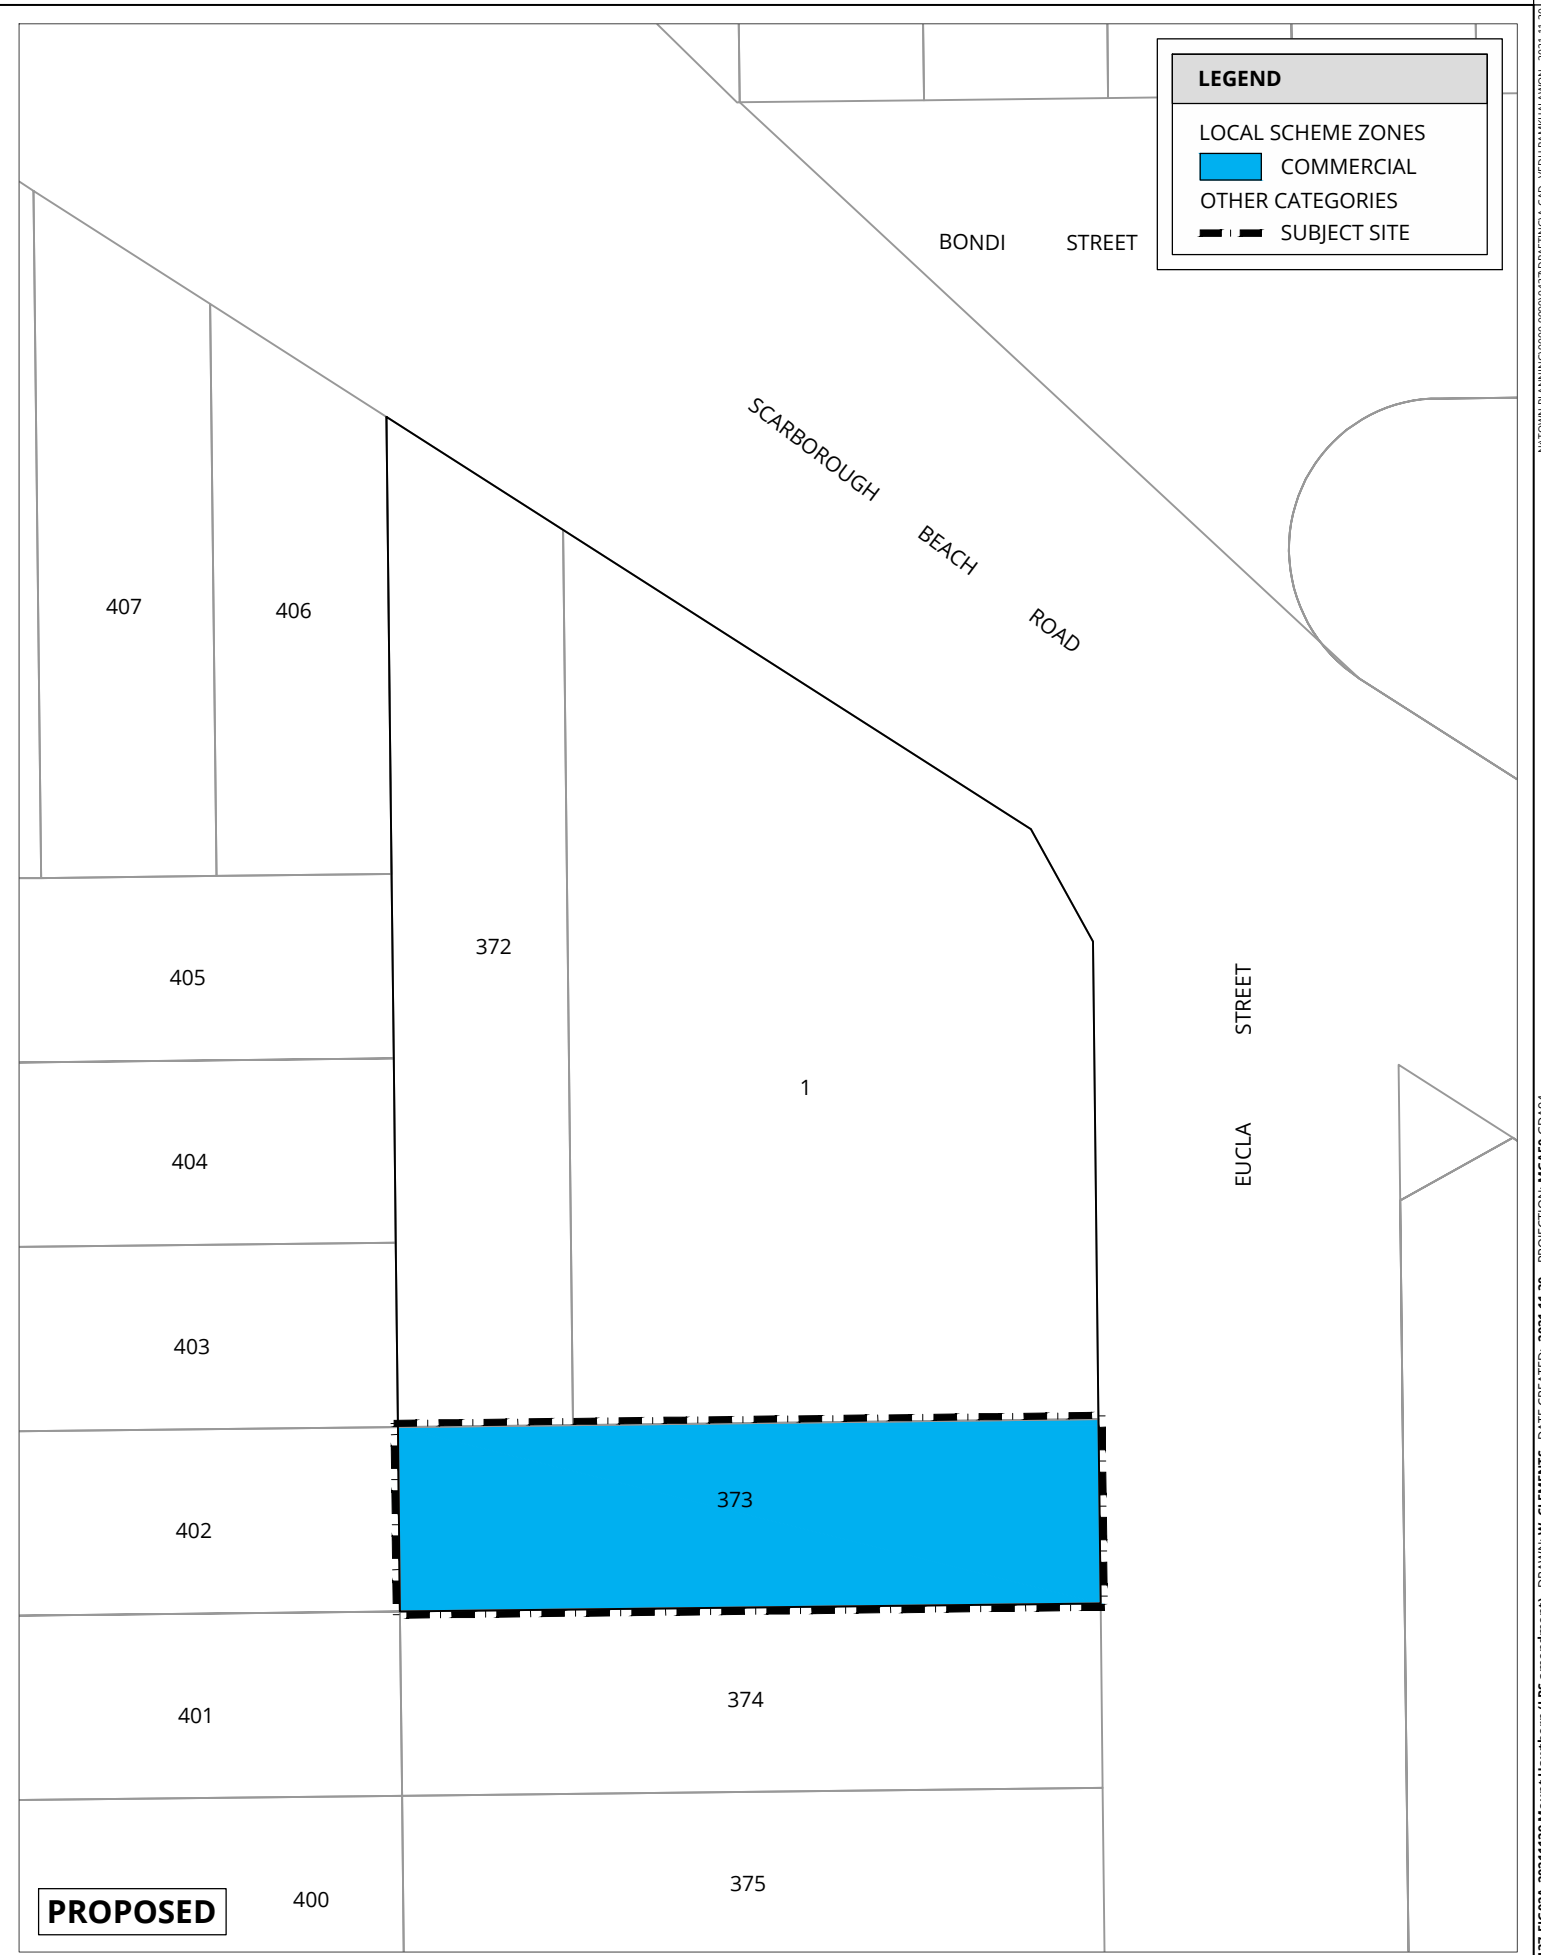 LEGEND
LOCAL SCHEME ZONES
COMMERCIAL
OTHER CATEGORIES
SUBJECT SITE
BONDI STREET
SCARBOROUGH BEACH ROAD
407
406
372
405
1
EUCLA STREET
404
403
373
402
374
401
375
400
PROPOSED